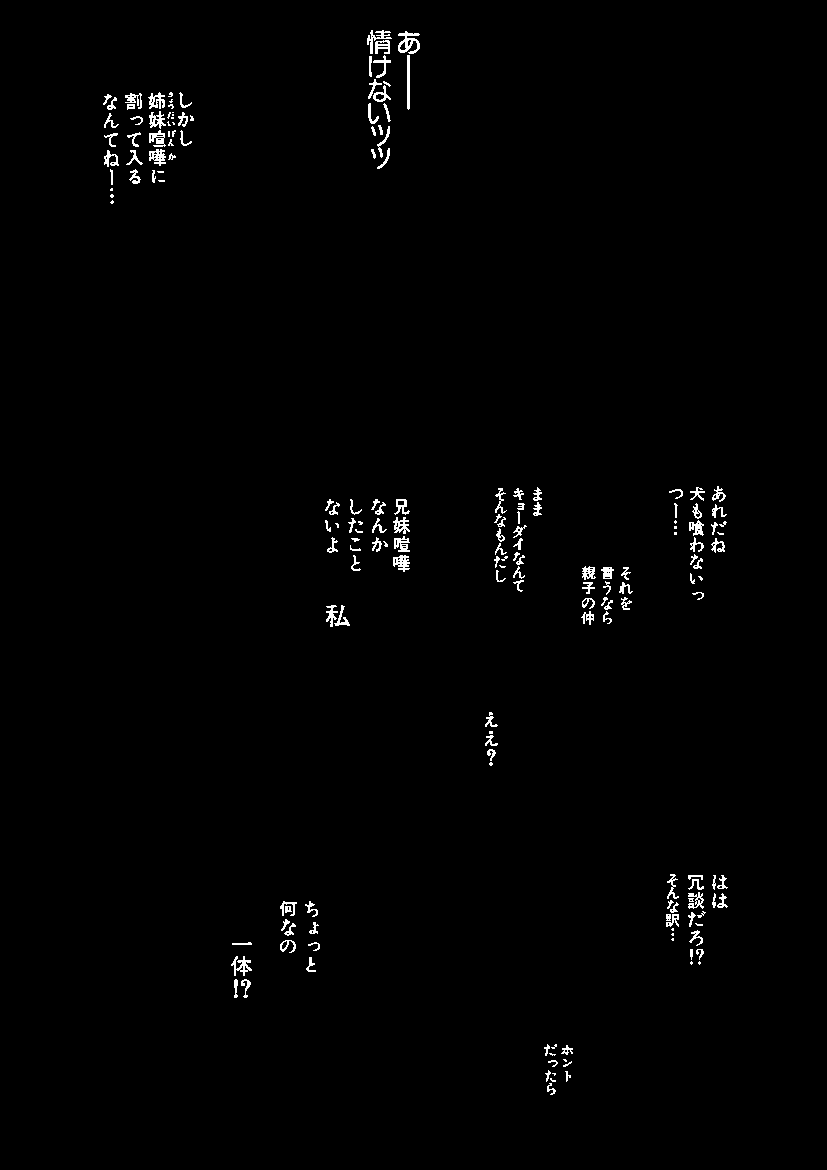 あ——
情けないッッ
しかし
姉妹喧嘩に
割って入る
なんてねー…
あれだね
犬も喰わないっ
つー…
それを
言うなら
親子の仲
まま
キョーダイなんて
そんなもんだし
兄妹喧嘩
なんか
したこと
ないよ
私
ええ?
はは
冗談だろ!?
そんな訳…
ホント
だったら
ちょっと
何なの
一体!?